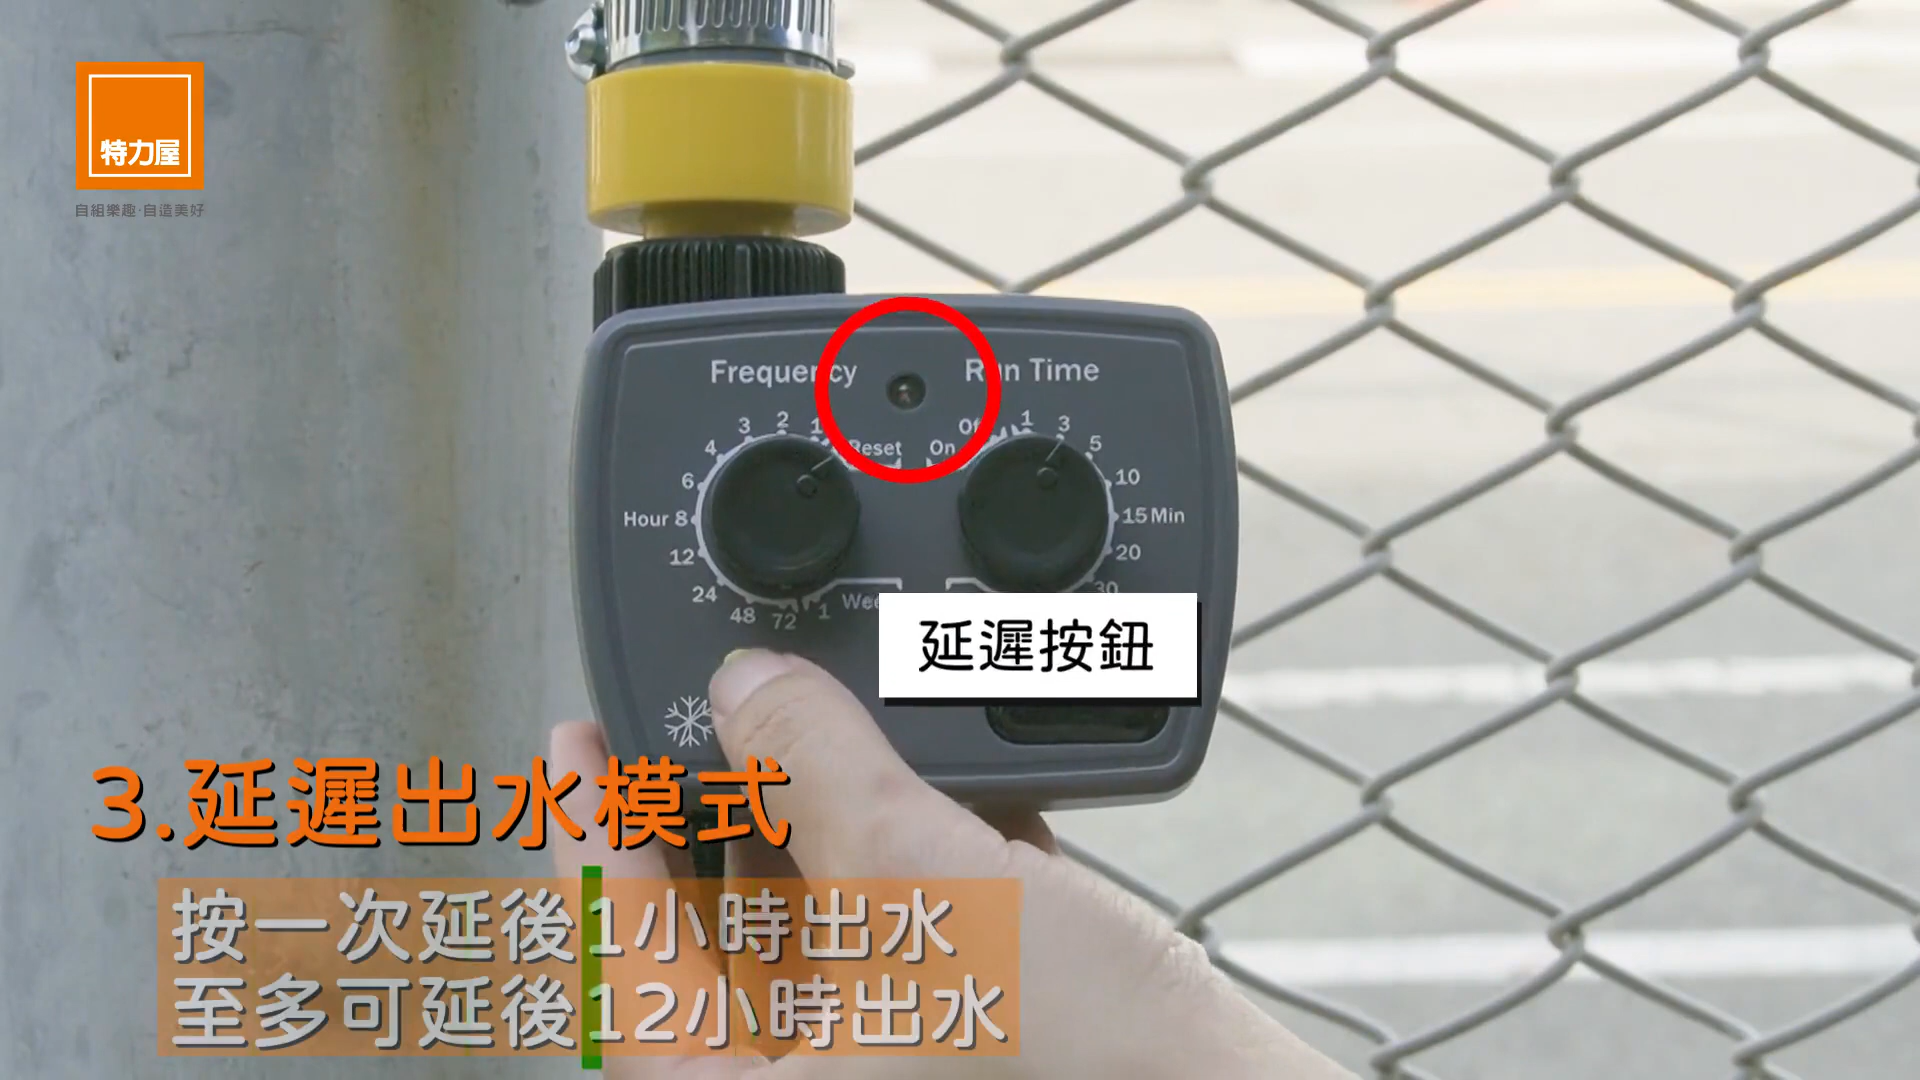 特力屋
自組樂趣·自造美好
Frequency
Run Time
Reset 1 2 3 4 6 Hour 8 12 24 48 72 1
On Off 1 3 5 10 15 Min 20 30
延遲按鈕
3.延遲出水模式
按一次延後1小時出水
至多可延後12小時出水